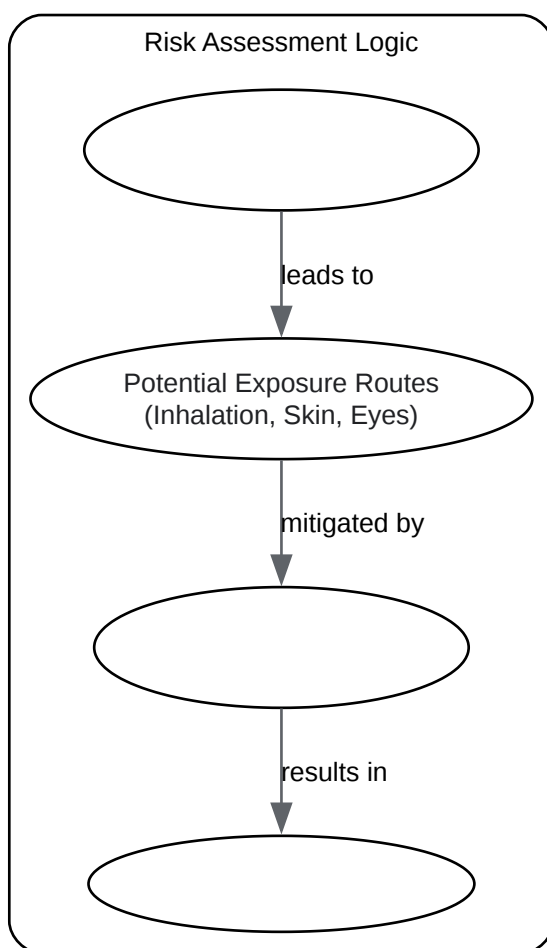 Risk Assessment Logic
leads to
Potential Exposure Routes
(Inhalation, Skin, Eyes)
mitigated by
results in